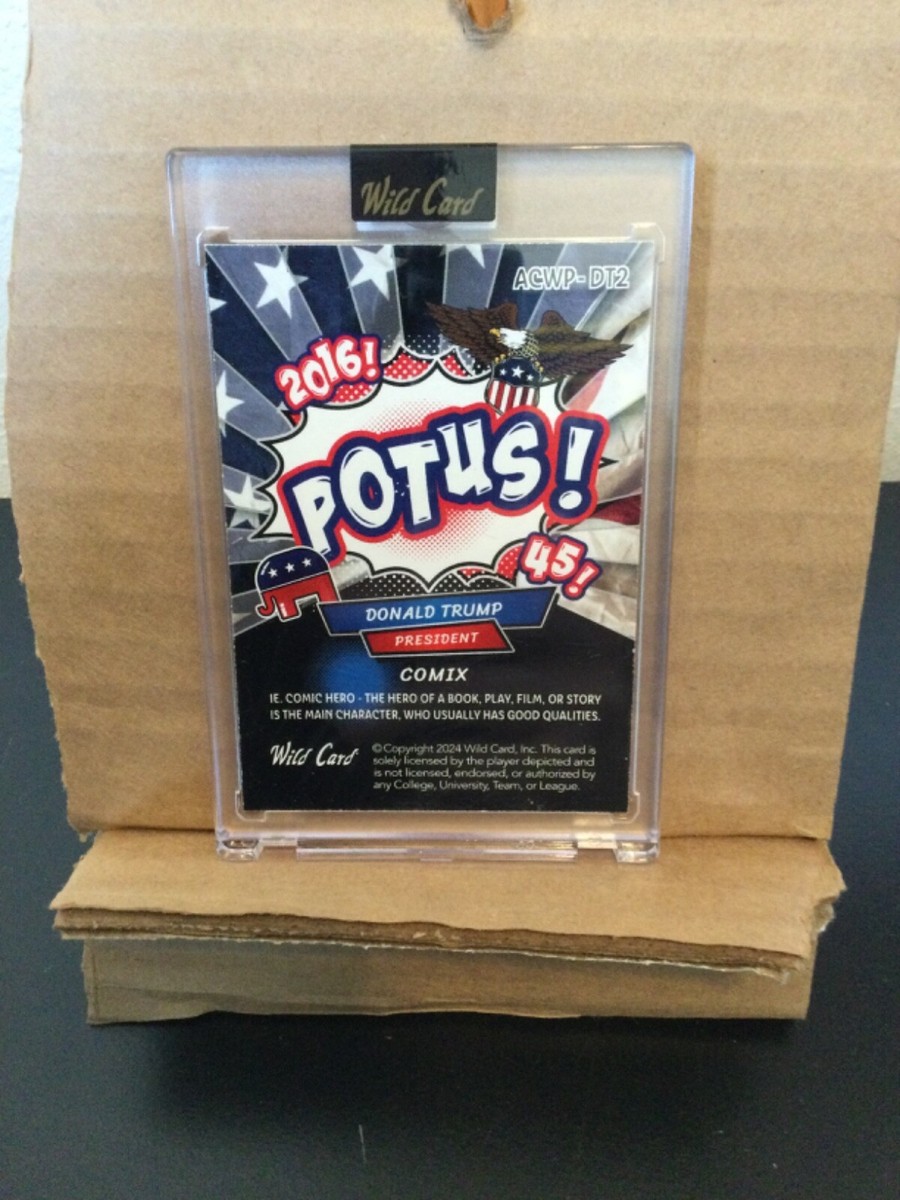 Wild Card
ACWP- DT2
2016!
POTUS!
45!
DONALD TRUMP
PRESIDENT
COMIX
IE. COMIC HERO - THE HERO OF A BOOK, PLAY, FILM, OR STORY
IS THE MAIN CHARACTER, WHO USUALLY HAS GOOD QUALITIES.
Wild Card
©Copyright 2024 Wild Card, Inc. This card is
solely licensed by the player depicted and
is not licensed, endorsed, or authorized by
any College, University, Team, or League.